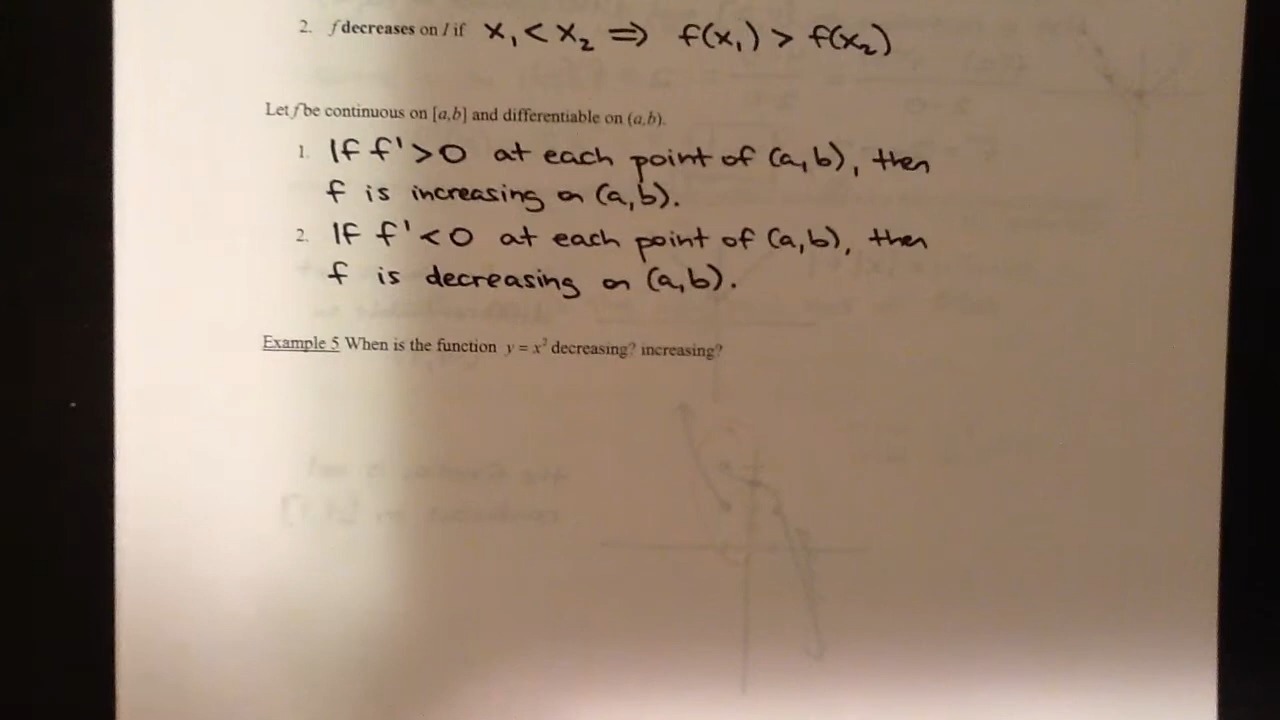 2. f decreases on I if x₁ < x₂ ⇒ f(x₁) > f(x₂)
Let f be continuous on [a,b] and differentiable on (a,b).
1. If f' > 0 at each point of (a,b), then
f is increasing on (a,b).
2. If f' < 0 at each point of (a,b), then
f is decreasing on (a,b).
Example 5 When is the function y = x² decreasing? increasing?